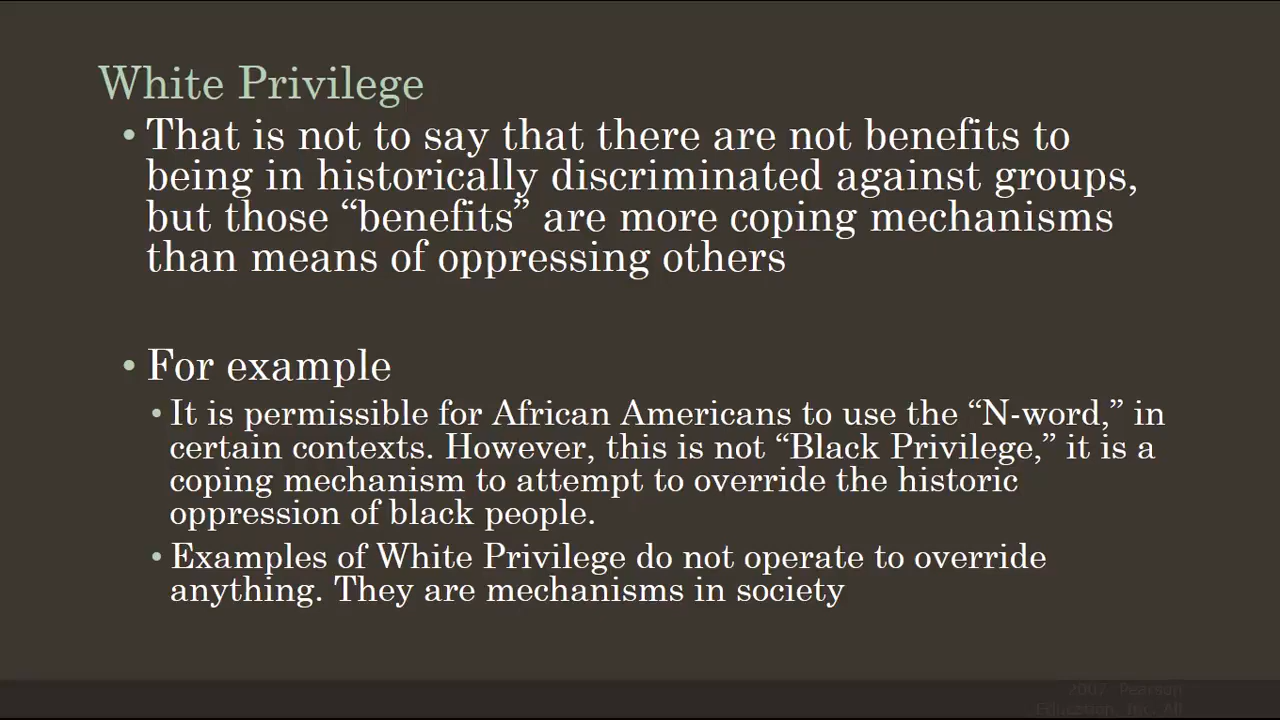 White Privilege
• That is not to say that there are not benefits to
being in historically discriminated against groups,
but those “benefits” are more coping mechanisms
than means of oppressing others
• For example
• It is permissible for African Americans to use the “N-word,” in
certain contexts. However, this is not “Black Privilege,” it is a
coping mechanism to attempt to override the historic
oppression of black people.
• Examples of White Privilege do not operate to override
anything. They are mechanisms in society
2007 Pearson
Education, Inc. All